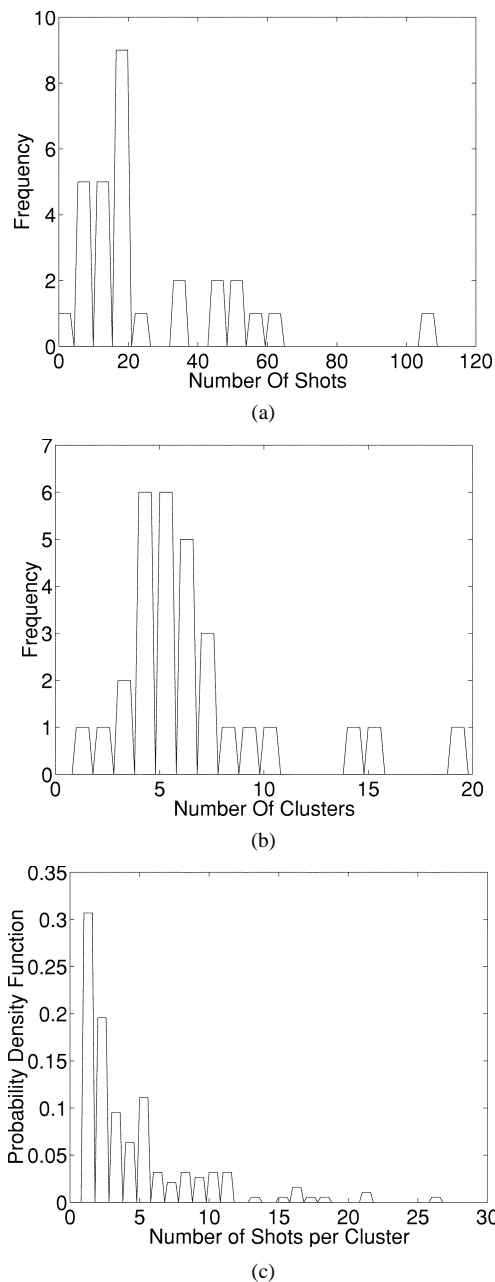 10
8
6
4
2
0
0 20 40 60 80 100 120
Frequency
Number Of Shots
(a)
7
6
5
4
3
2
1
0
0 5 10 15 20
Frequency
Number Of Clusters
(b)
0.35
0.3
0.25
0.2
0.15
0.1
0.05
0
0 5 10 15 20 25 30
Probability Density Function
Number of Shots per Cluster
(c)